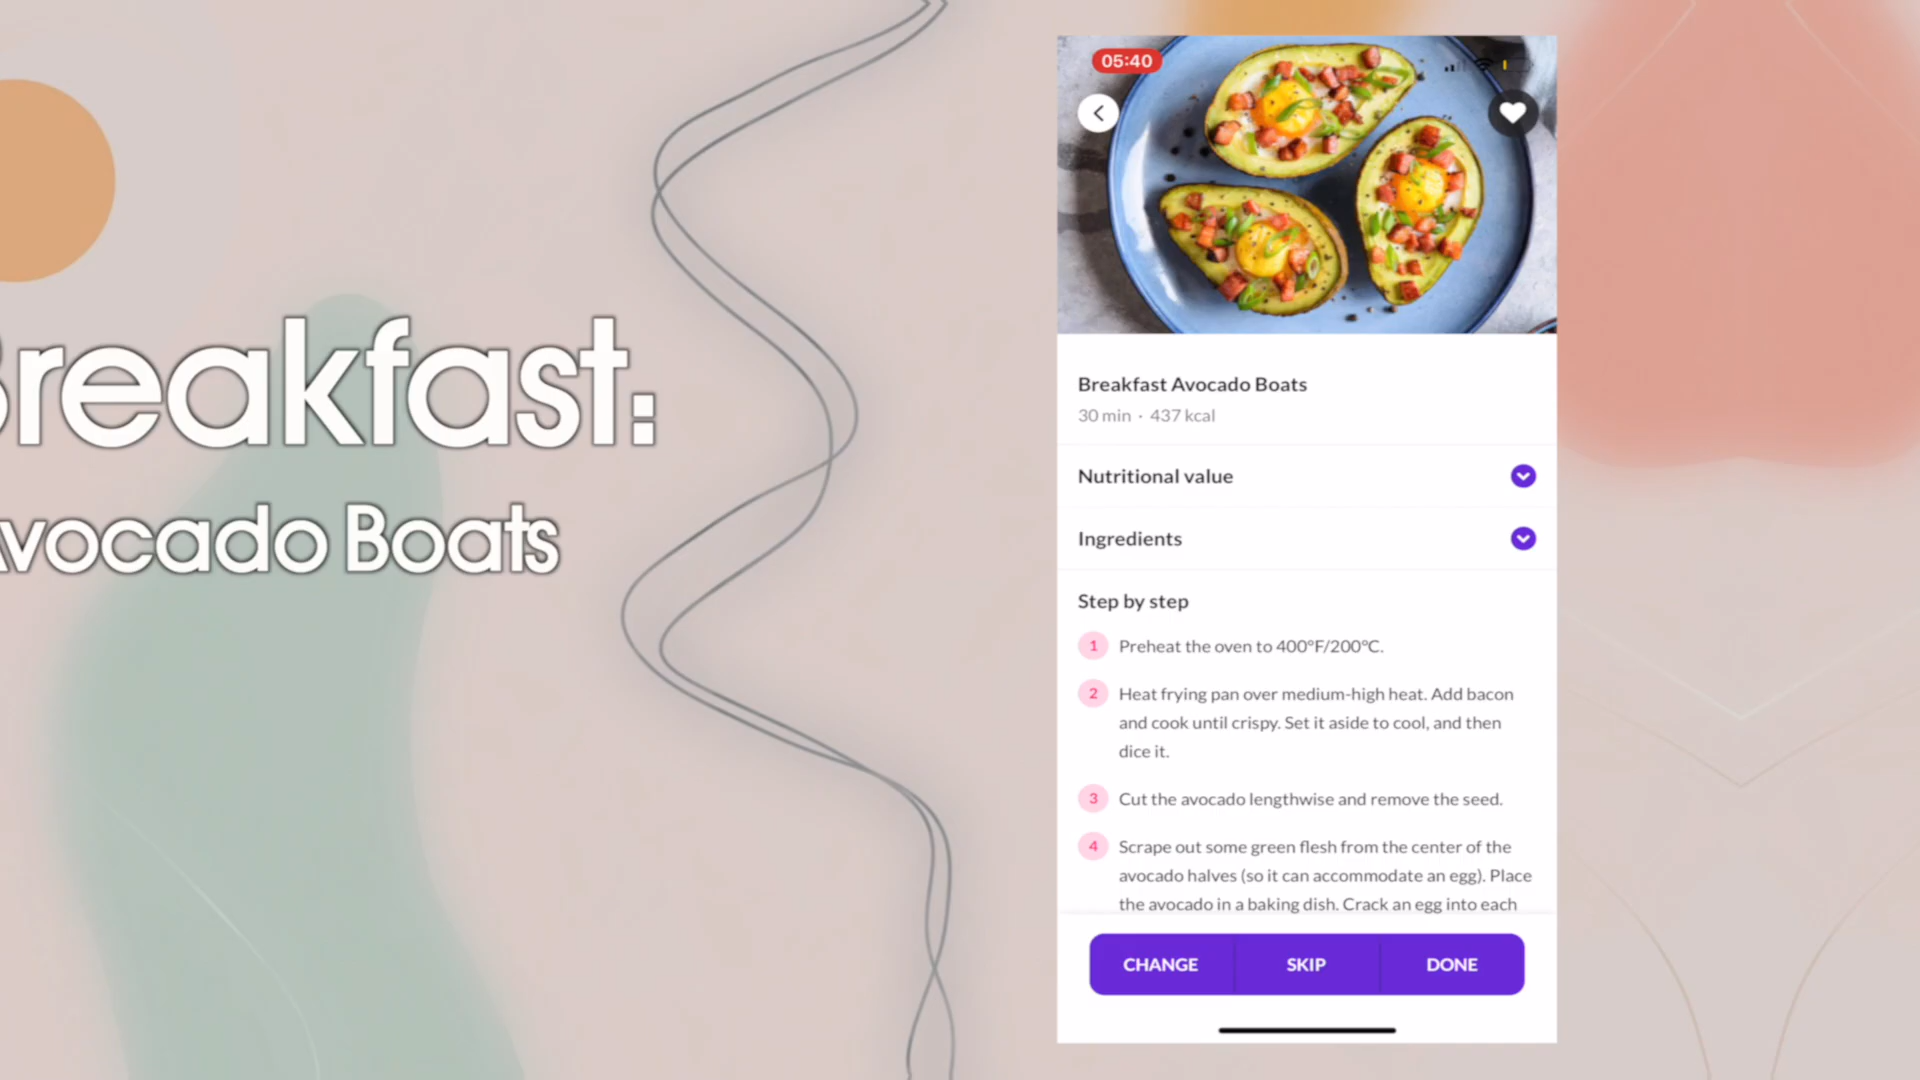 Breakfast:
Avocado Boats
05:40
Breakfast Avocado Boats
30 min · 437 kcal
Nutritional value
Ingredients
Step by step
1 Preheat the oven to 400°F/200°C.
2 Heat frying pan over medium-high heat. Add bacon
and cook until crispy. Set it aside to cool, and then
dice it.
3 Cut the avocado lengthwise and remove the seed.
4 Scrape out some green flesh from the center of the
avocado halves (so it can accommodate an egg). Place
the avocado in a baking dish. Crack an egg into each
CHANGE SKIP DONE